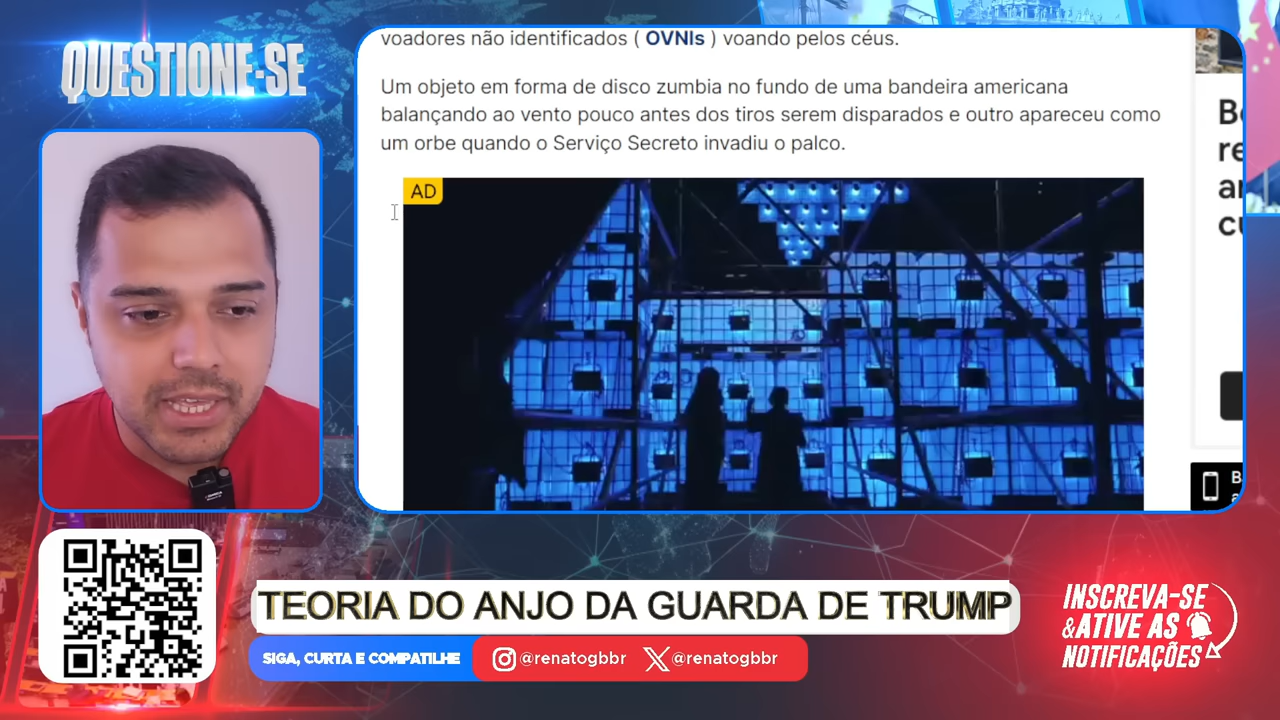 QUESTIONE-SE
voadores não identificados ( OVNIs ) voando pelos céus.
Um objeto em forma de disco zumbia no fundo de uma bandeira americana
balançando ao vento pouco antes dos tiros serem disparados e outro apareceu como
um orbe quando o Serviço Secreto invadiu o palco.
AD
TEORIA DO ANJO DA GUARDA DE TRUMP
SIGA, CURTA E COMPATILHE
@renatogbbr
@renatogbbr
INSCREVA-SE
&ATIVE AS
NOTIFICAÇÕES